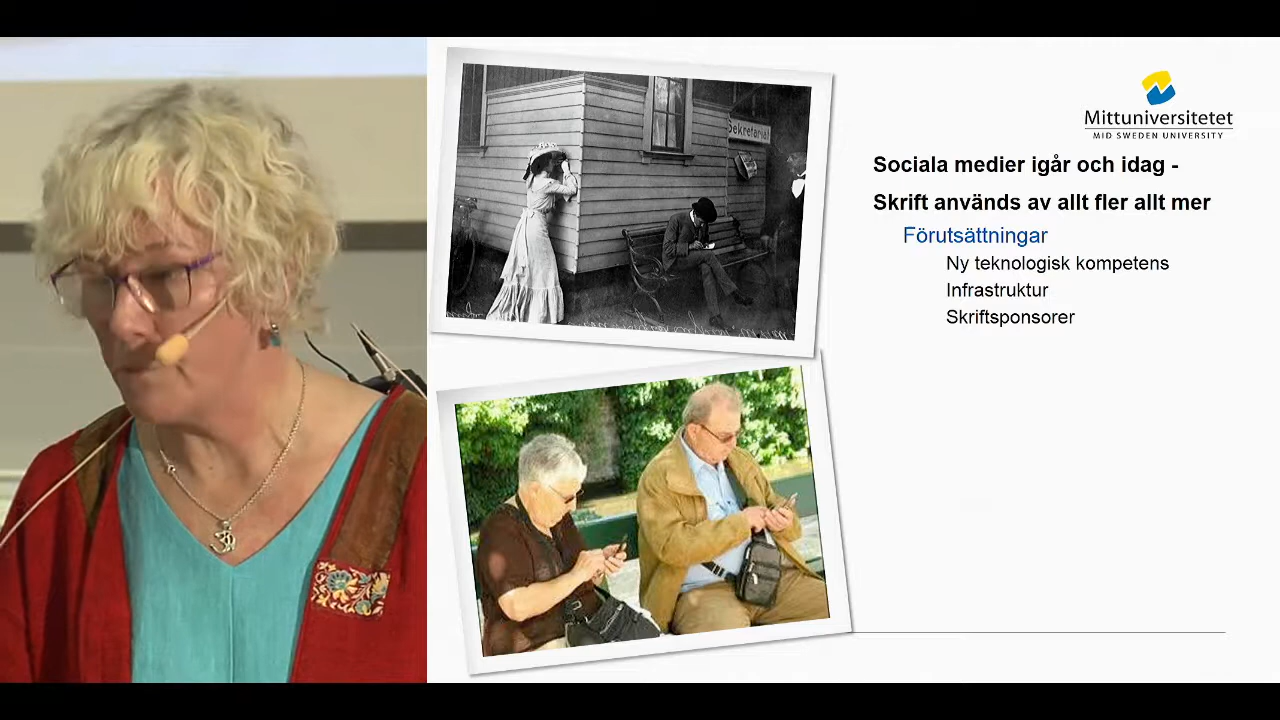 Sekretariat
Mittuniversitetet
MID SWEDEN UNIVERSITY
Sociala medier igår och idag -
Skrift används av allt fler allt mer
Förutsättningar
Ny teknologisk kompetens
Infrastruktur
Skriftsponsorer